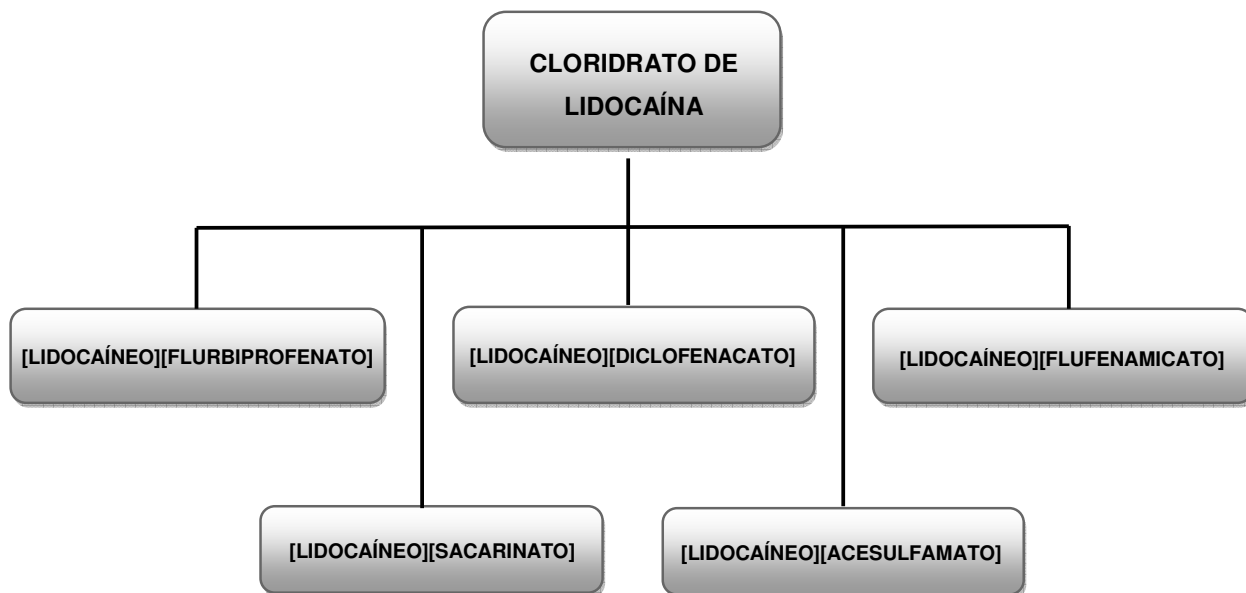 CLORIDRATO DE
LIDOCAÍNA
[LIDOCAÍNEO][FLURBIPROFENATO]
[LIDOCAÍNEO][DICLOFENACATO]
[LIDOCAÍNEO][FLUFENAMICATO]
[LIDOCAÍNEO][SACARINATO]
[LIDOCAÍNEO][ACESULFAMATO]